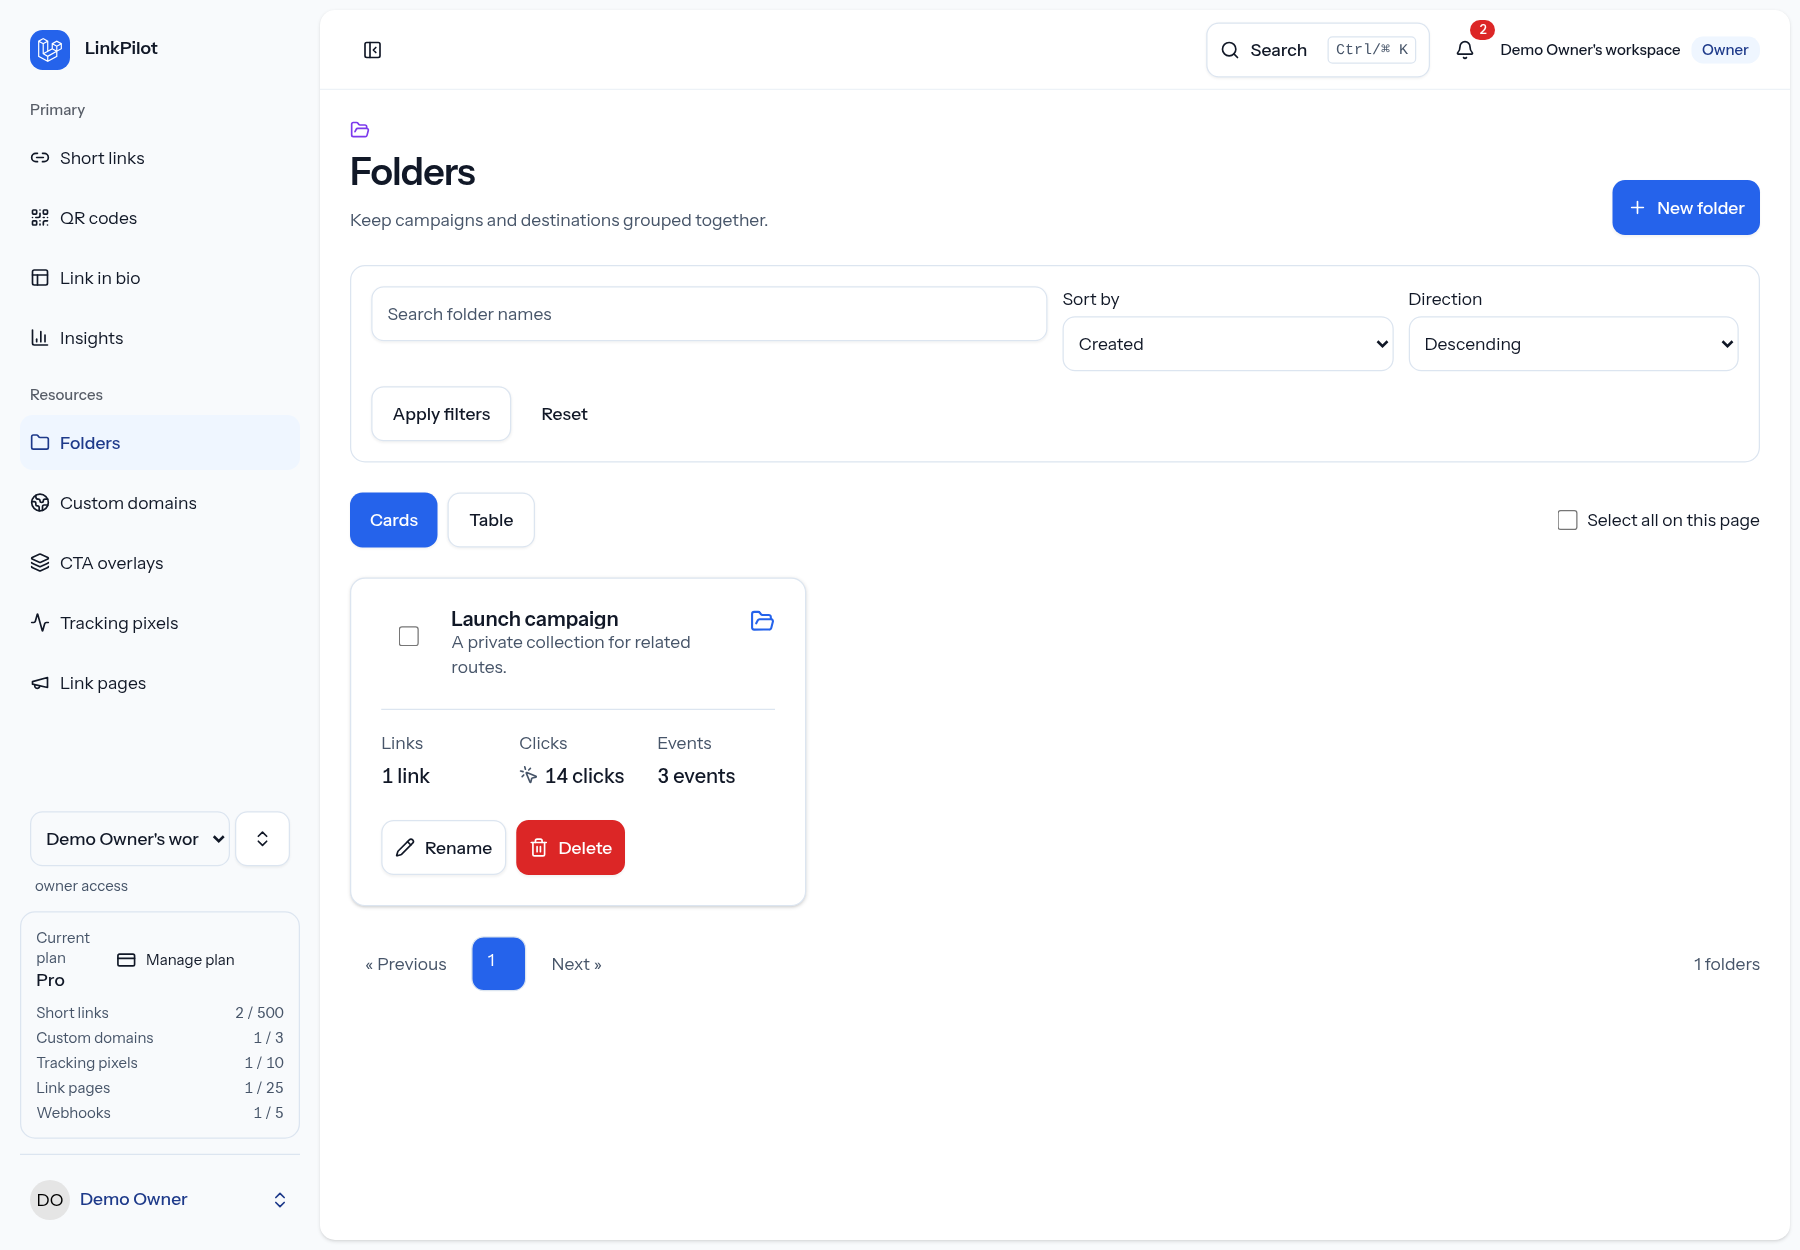 LinkPilot
Primary
Short links
QR codes
Link in bio
Insights
Resources
Folders
Custom domains
CTA overlays
Tracking pixels
Link pages
Demo Owner's wor
owner access
Current plan
Pro
Manage plan
Short links 2 / 500
Custom domains 1 / 3
Tracking pixels 1 / 10
Link pages 1 / 25
Webhooks 1 / 5
DO Demo Owner
Search Ctrl/⌘ K
2
Demo Owner's workspace Owner
Folders
Keep campaigns and destinations grouped together.
New folder
Search folder names
Sort by
Created
Direction
Descending
Apply filters Reset
Cards Table
Select all on this page
Launch campaign
A private collection for related
routes.
Links Clicks Events
1 link 14 clicks 3 events
Rename Delete
« Previous 1 Next »
1 folders